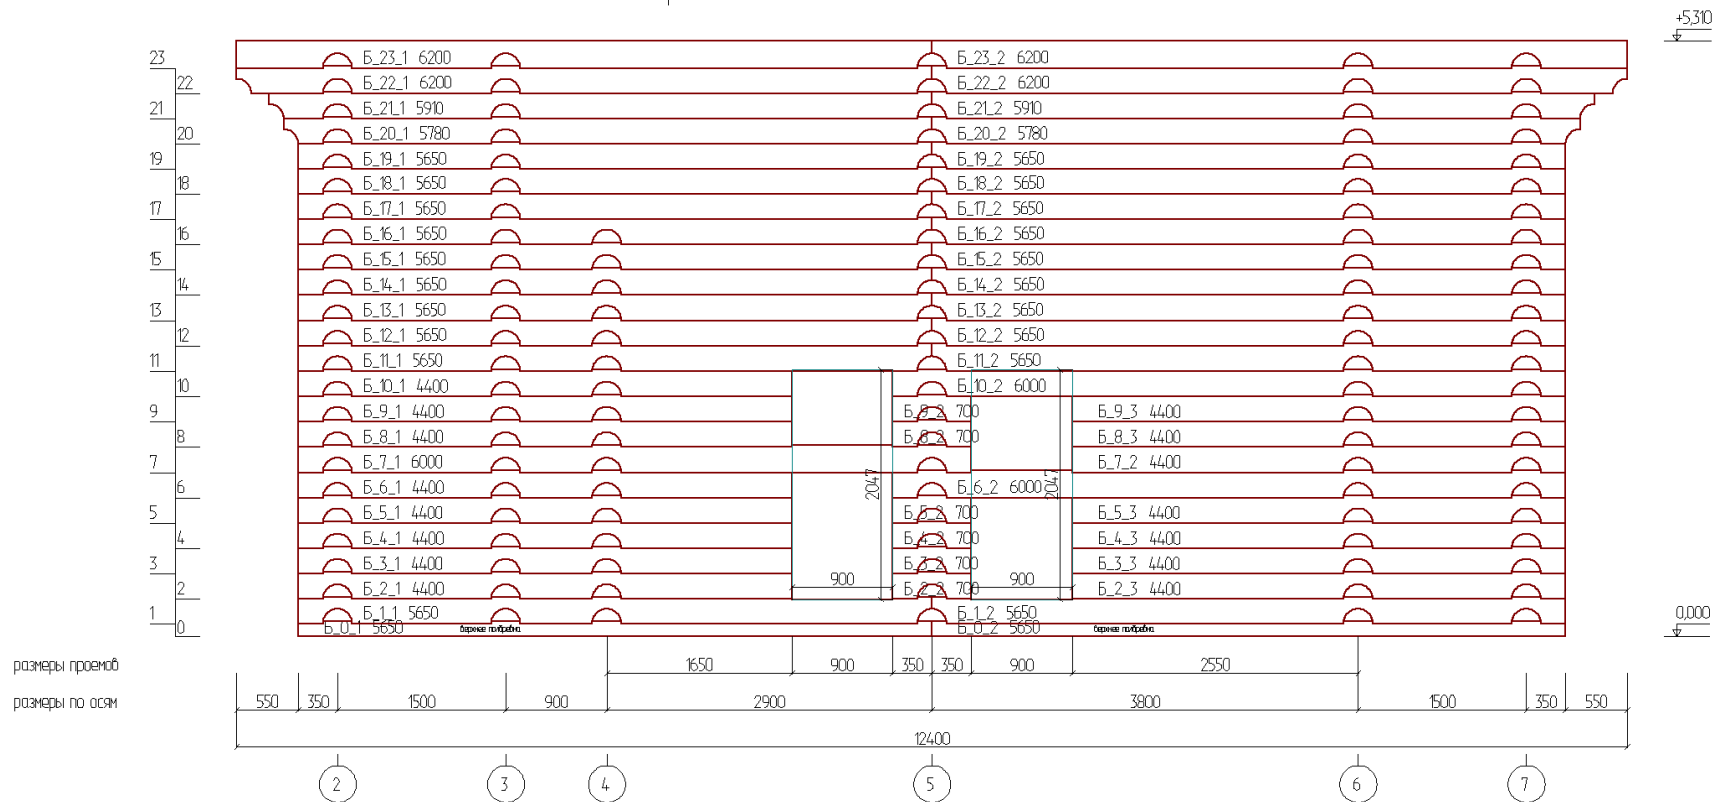 +5,310
23 Б_23_1 6200 Б_23_2 6200
22 Б_22_1 6200 Б_22_2 6200
21 Б_21_1 5910 Б_21_2 5910
20 Б_20_1 5780 Б_20_2 5780
19 Б_19_1 5650 Б_19_2 5650
18 Б_18_1 5650 Б_18_2 5650
17 Б_17_1 5650 Б_17_2 5650
16 Б_16_1 5650 Б_16_2 5650
15 Б_15_1 5650 Б_15_2 5650
14 Б_14_1 5650 Б_14_2 5650
13 Б_13_1 5650 Б_13_2 5650
12 Б_12_1 5650 Б_12_2 5650
11 Б_11_1 5650 Б_11_2 5650
10 Б_10_1 4400 Б_10_2 6000
9 Б_9_1 4400 Б_9_2 700 Б_9_3 4400
8 Б_8_1 4400 Б_8_2 700 Б_8_3 4400
7 Б_7_1 6000 Б_7_2 4400
6 Б_6_1 4400 Б_6_2 6000
2047 2047
5 Б_5_1 4400 Б_5_2 700 Б_5_3 4400
4 Б_4_1 4400 Б_4_2 700 Б_4_3 4400
3 Б_3_1 4400 Б_3_2 700 Б_3_3 4400
900 900
2 Б_2_1 4400 Б_2_2 700 Б_2_3 4400
1 Б_1_1 5650 Б_1_2 5650 0,000
0 Б_0_1 5650 верхнее полбревна Б_0_2 5650 верхнее полбревна
размеры проемов 1650 900 350 350 900 2550
размеры по осям 550 350 1500 900 2900 3800 1500 350 550
12400
2 3 4 5 6 7